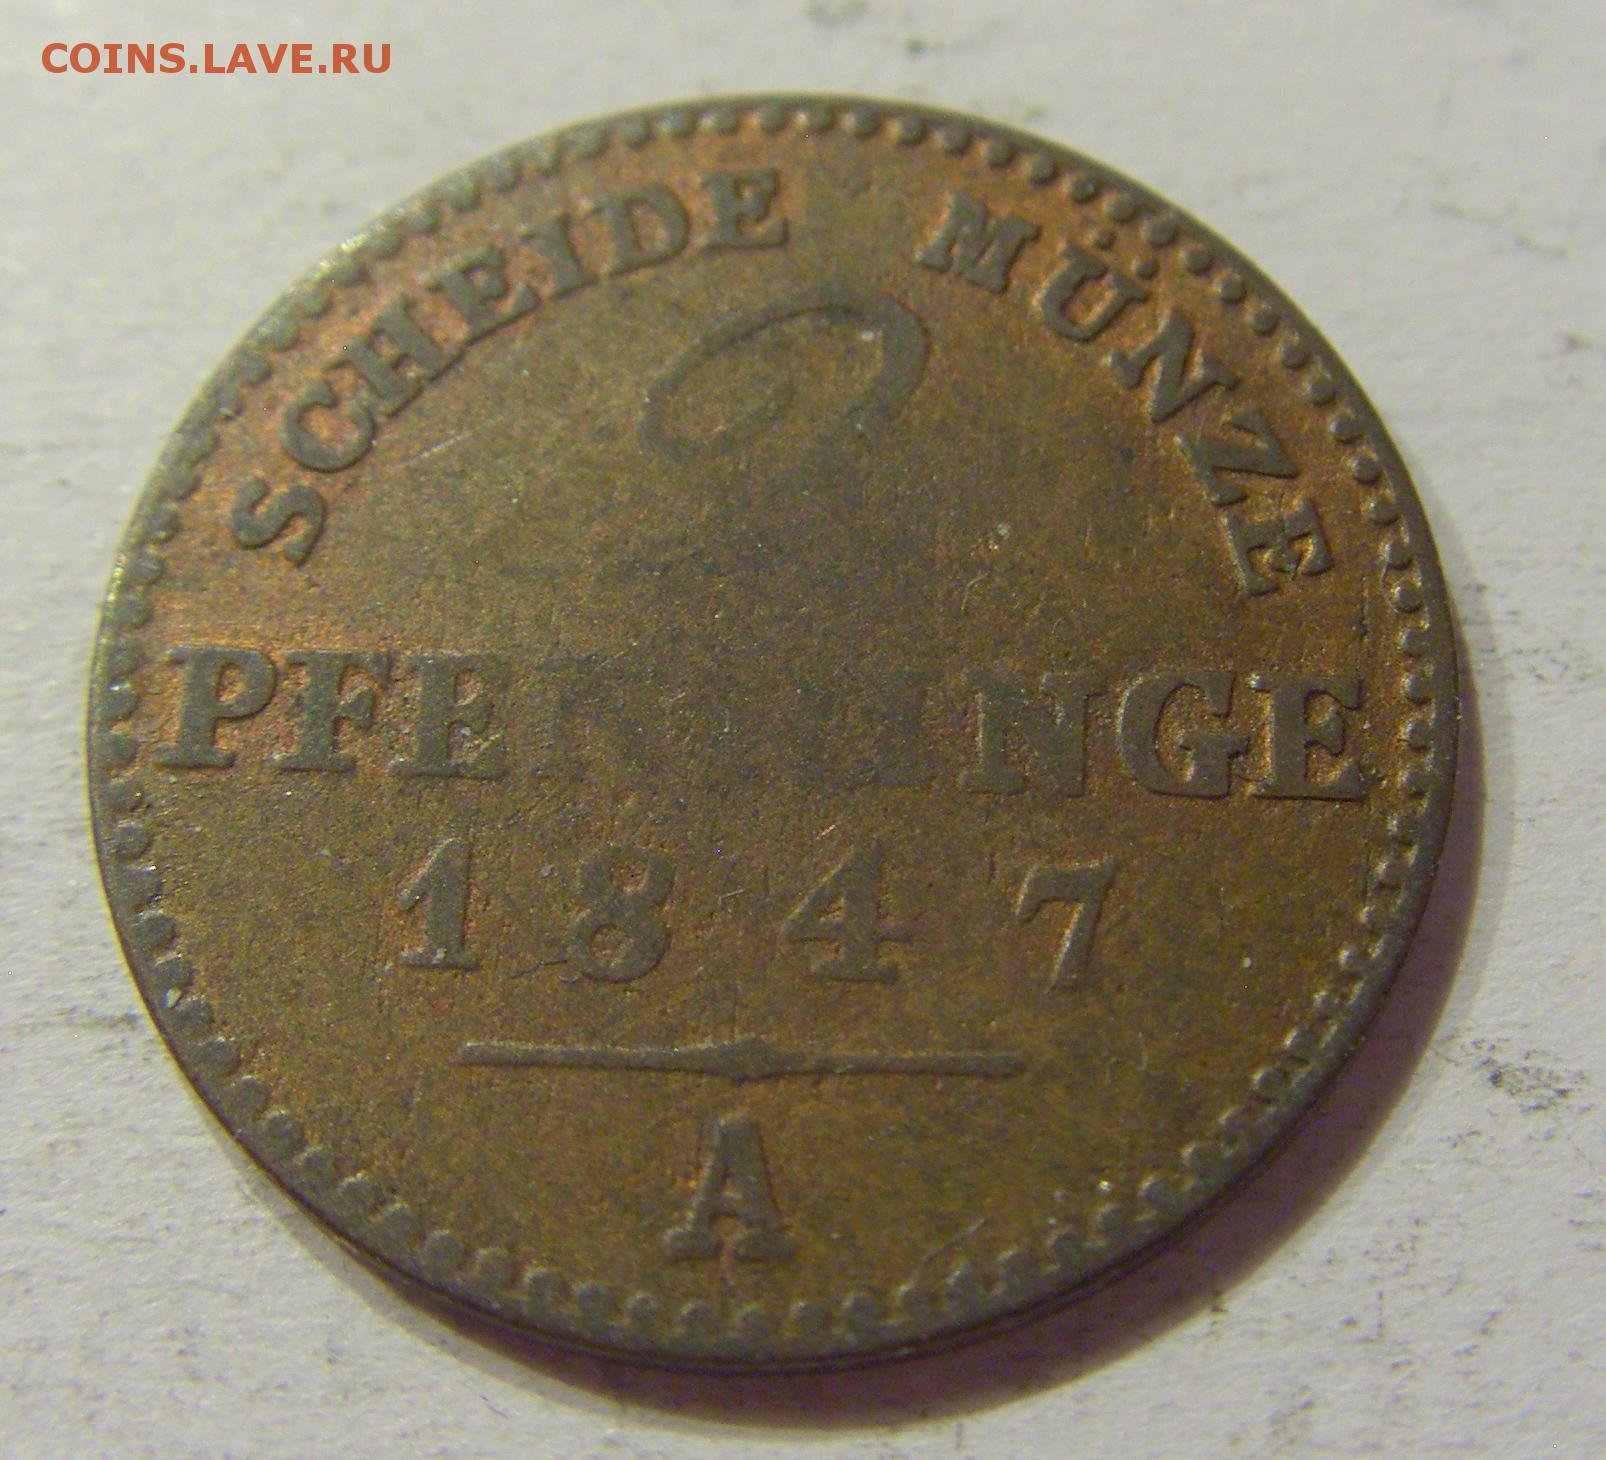 COINS.LAVE.RU
SCHEIDE MÜNZE
2
PFENNINGE
1847
A